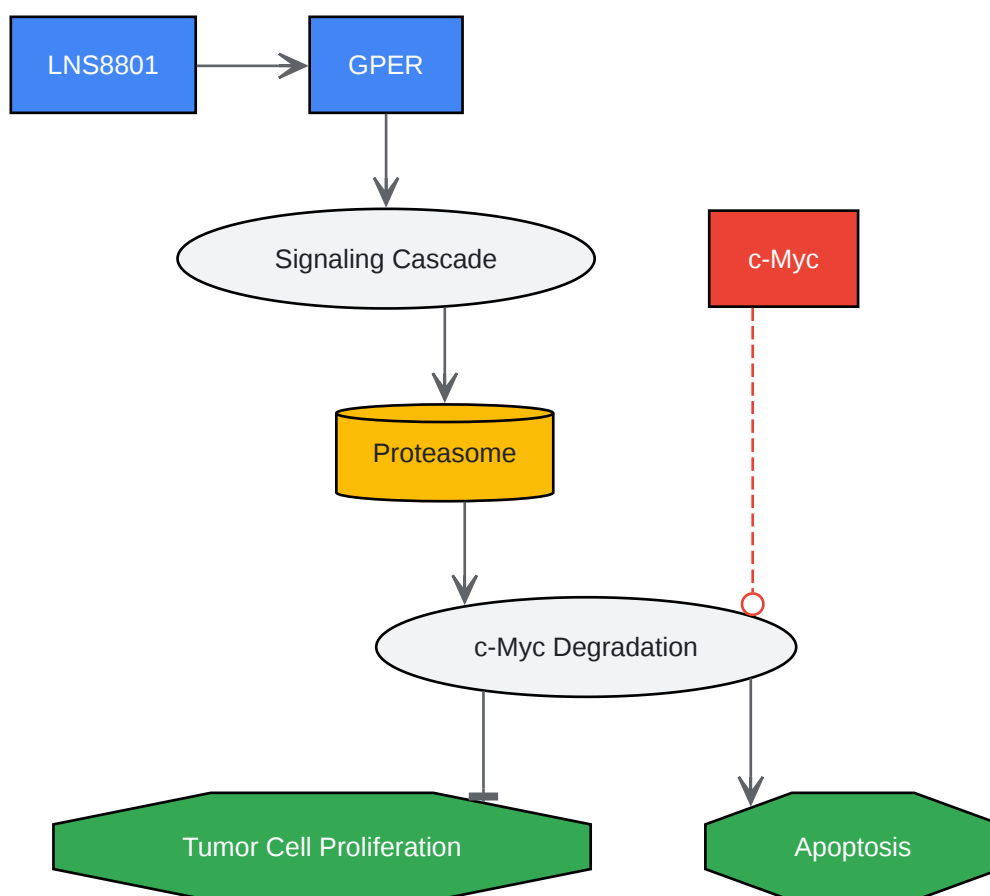 LNS8801
GPER
Signaling Cascade
c-Myc
Proteasome
c-Myc Degradation
Tumor Cell Proliferation
Apoptosis